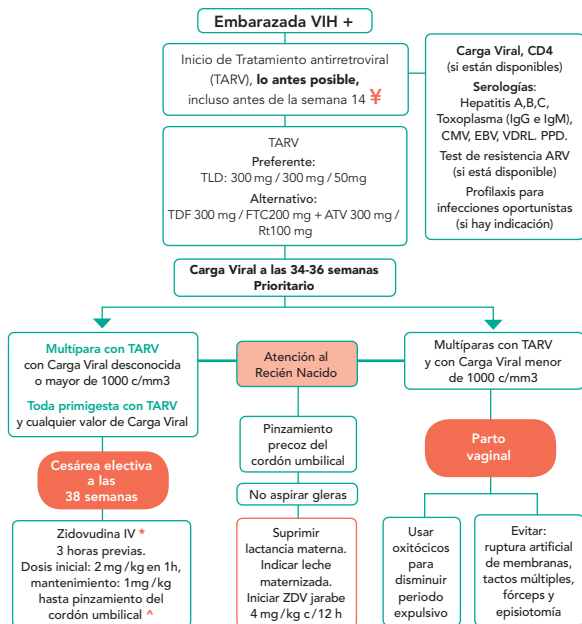 Embarazada VIH +
Inicio de Tratamiento antirretroviral
(TARV), lo antes posible,
incluso antes de la semana 14 ¥
Carga Viral, CD4
(si están disponibles)
Serologías:
Hepatitis A,B,C,
Toxoplasma (IgG e IgM),
CMV, EBV, VDRL. PPD.
Test de resistencia ARV
(si está disponible)
Profilaxis para
infecciones oportunistas
(si hay indicación)
TARV
Preferente:
TLD: 300 mg / 300 mg / 50mg
Alternativo:
TDF 300 mg / FTC200 mg + ATV 300 mg /
Rt100 mg
Carga Viral a las 34-36 semanas
Prioritario
Multípara con TARV
con Carga Viral desconocida
o mayor de 1000 c/mm3
Toda primigesta con TARV
y cualquier valor de Carga Viral
Atención al
Recién Nacido
Multíparas con TARV
y con Carga Viral menor
de 1000 c/mm3
Cesárea electiva
a las
38 semanas
Pinzamiento
precoz del
cordón umbilical
Parto
vaginal
No aspirar gleras
Zidovudina IV *
3 horas previas.
Dosis inicial: 2 mg/kg en 1h,
mantenimiento: 1mg/kg
hasta pinzamiento del
cordón umbilical ^
Suprimir
lactancia materna.
Indicar leche
maternizada.
Iniciar ZDV jarabe
4 mg/kg c/12 h
Usar
oxitócicos
para
disminuir
periodo
expulsivo
Evitar:
ruptura artificial
de membranas,
tactos múltiples,
fórceps y
episiotomía